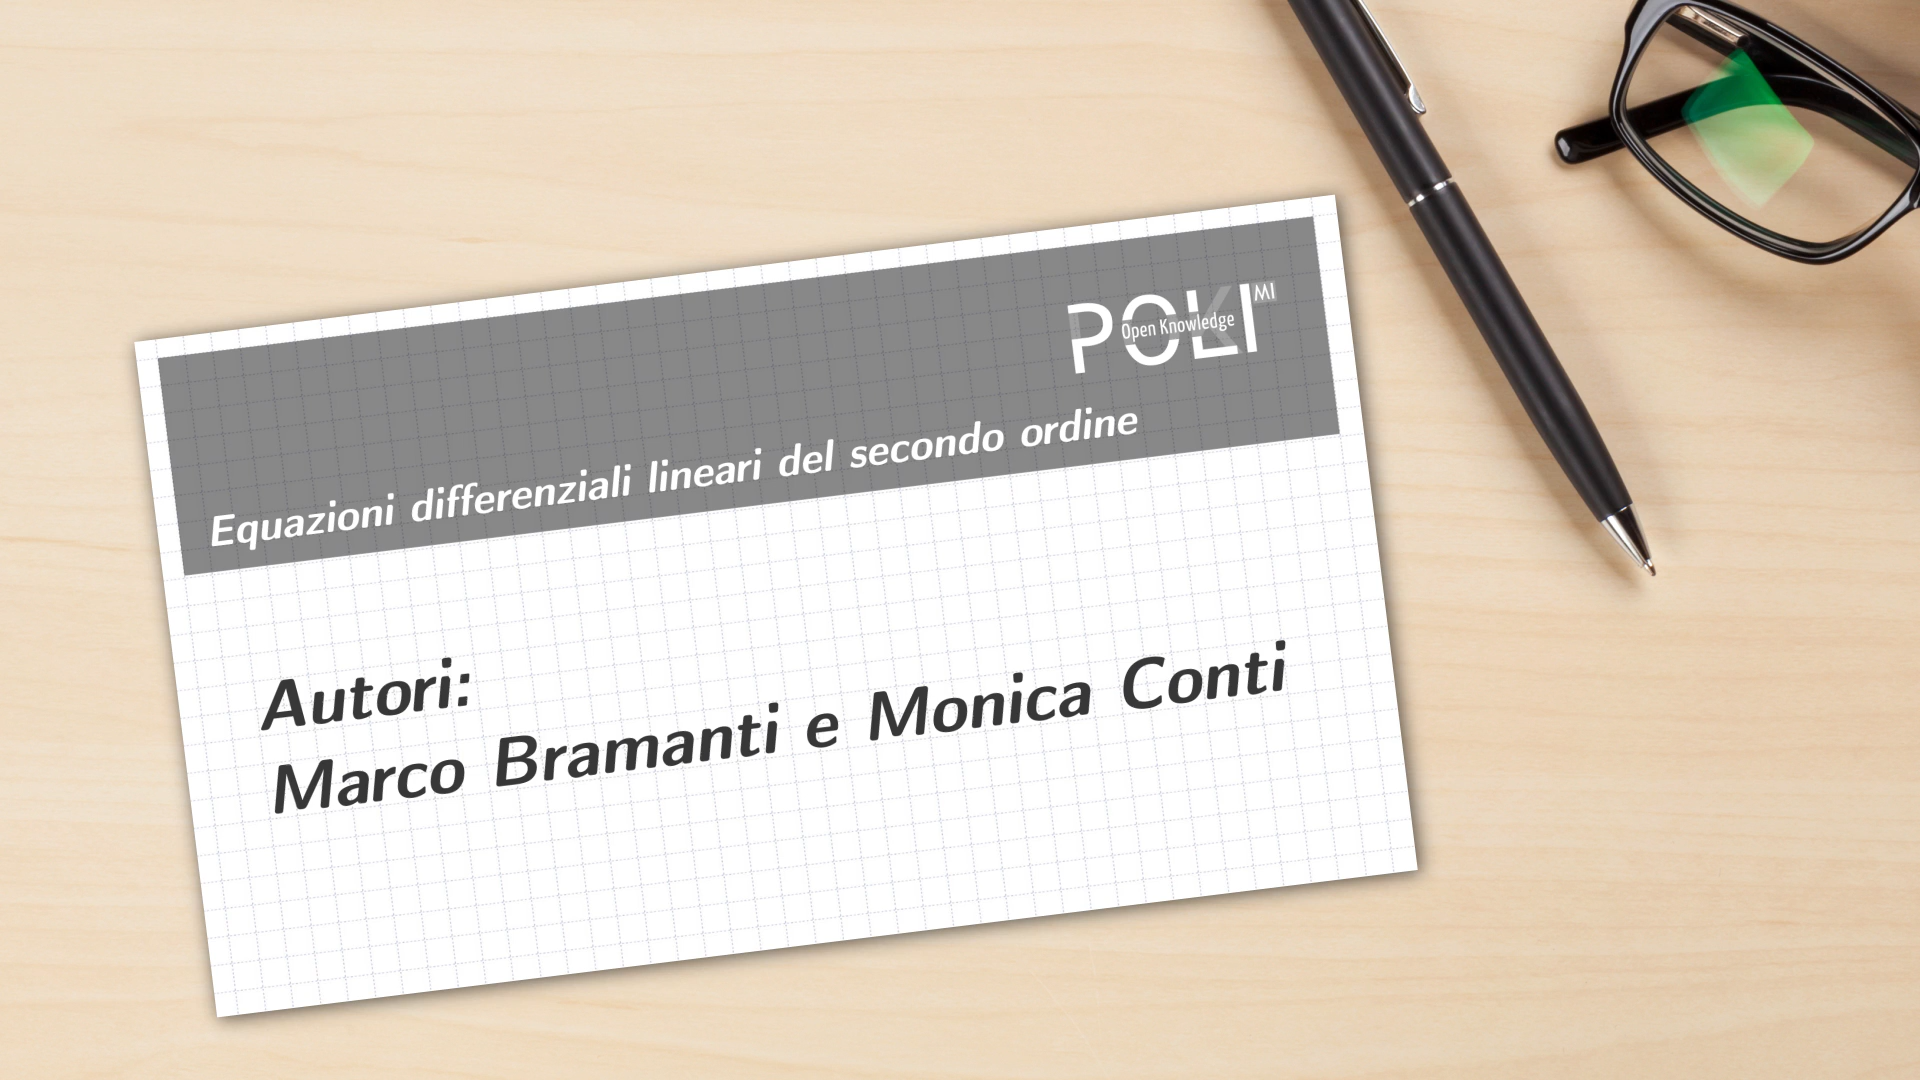 POLI MI
Open Knowledge
Equazioni differenziali lineari del secondo ordine
Autori:
Marco Bramanti e Monica Conti